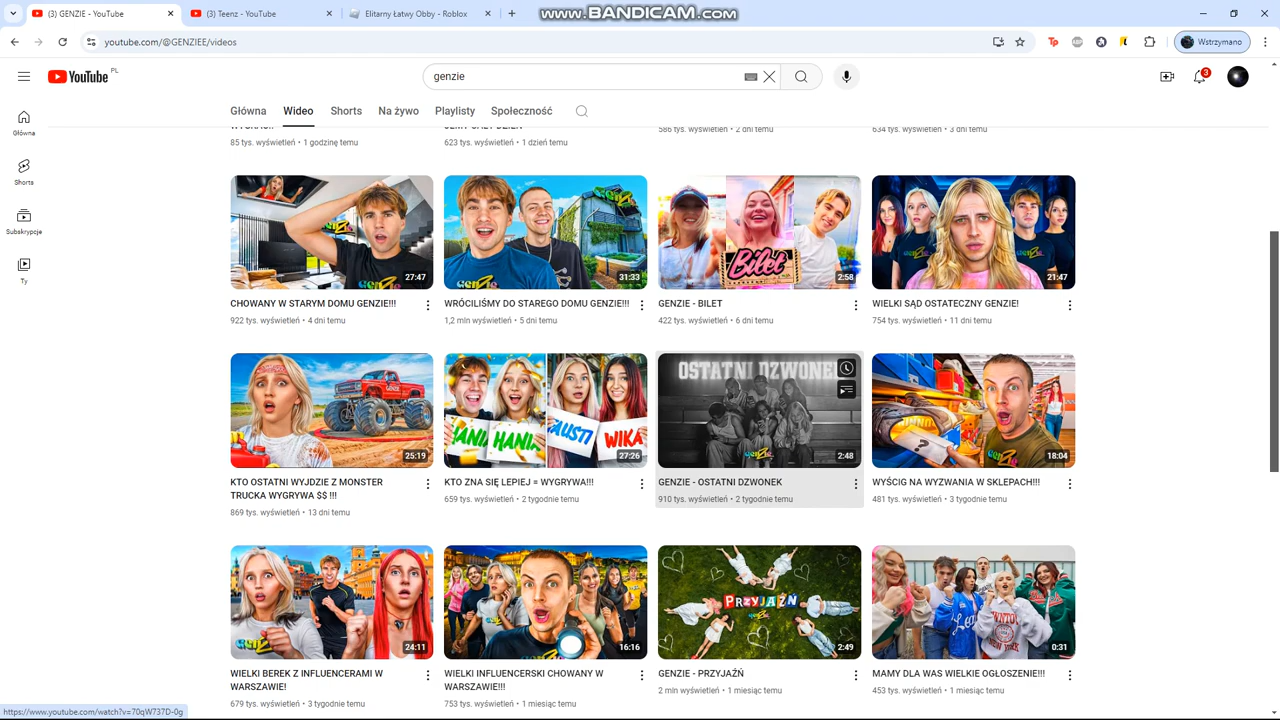 www.BANDICAM.com
(3) GENZIE - YouTube
(3) Teenz - YouTube
Elitarny Łatwy Obby - Roblox
youtube.com/@GENZIEE/videos
Wstrzymano
YouTube PL
genzie
3
Główna
Wideo
Shorts
Na żywo
Playlisty
Społeczność
Główna
Shorts
Subskrypcje
Ty
85 tys. wyświetleń • 1 godzinę temu
623 tys. wyświetleń • 1 dzień temu
586 tys. wyświetleń • 2 dni temu
634 tys. wyświetleń • 3 dni temu
27:47
31:33
Bilet
2:58
21:47
CHOWANY W STARYM DOMU GENZIE!!!
922 tys. wyświetleń • 4 dni temu
WRÓCILIŚMY DO STAREGO DOMU GENZIE!!!
1,2 mln wyświetleń • 5 dni temu
GENZIE - BILET
422 tys. wyświetleń • 6 dni temu
WIELKI SĄD OSTATECZNY GENZIE!
754 tys. wyświetleń • 11 dni temu
25:19
HANI
FAUSTI
WIKA
27:26
OSTATNI DZWONEK
genzie
2:48
?
18:04
KTO OSTATNI WYJDZIE Z MONSTER
TRUCKA WYGRYWA $$ !!!
869 tys. wyświetleń • 13 dni temu
KTO ZNA SIĘ LEPIEJ = WYGRYWA!!!
659 tys. wyświetleń • 2 tygodnie temu
GENZIE - OSTATNI DZWONEK
910 tys. wyświetleń • 2 tygodnie temu
WYŚCIG NA WYZWANIA W SKLEPACH!!!
481 tys. wyświetleń • 3 tygodnie temu
24:11
16:16
PRZYJAŹŃ
2:49
0:31
WIELKI BEREK Z INFLUENCERAMI W
WARSZAWIE!
679 tys. wyświetleń • 3 tygodnie temu
WIELKI INFLUENCERSKI CHOWANY W
WARSZAWIE!!!
753 tys. wyświetleń • 1 miesiąc temu
GENZIE - PRZYJAŹŃ
2 mln wyświetleń • 1 miesiąc temu
MAMY DLA WAS WIELKIE OGŁOSZENIE!!!
453 tys. wyświetleń • 1 miesiąc temu
https://www.youtube.com/watch?v=70qW737D-0g